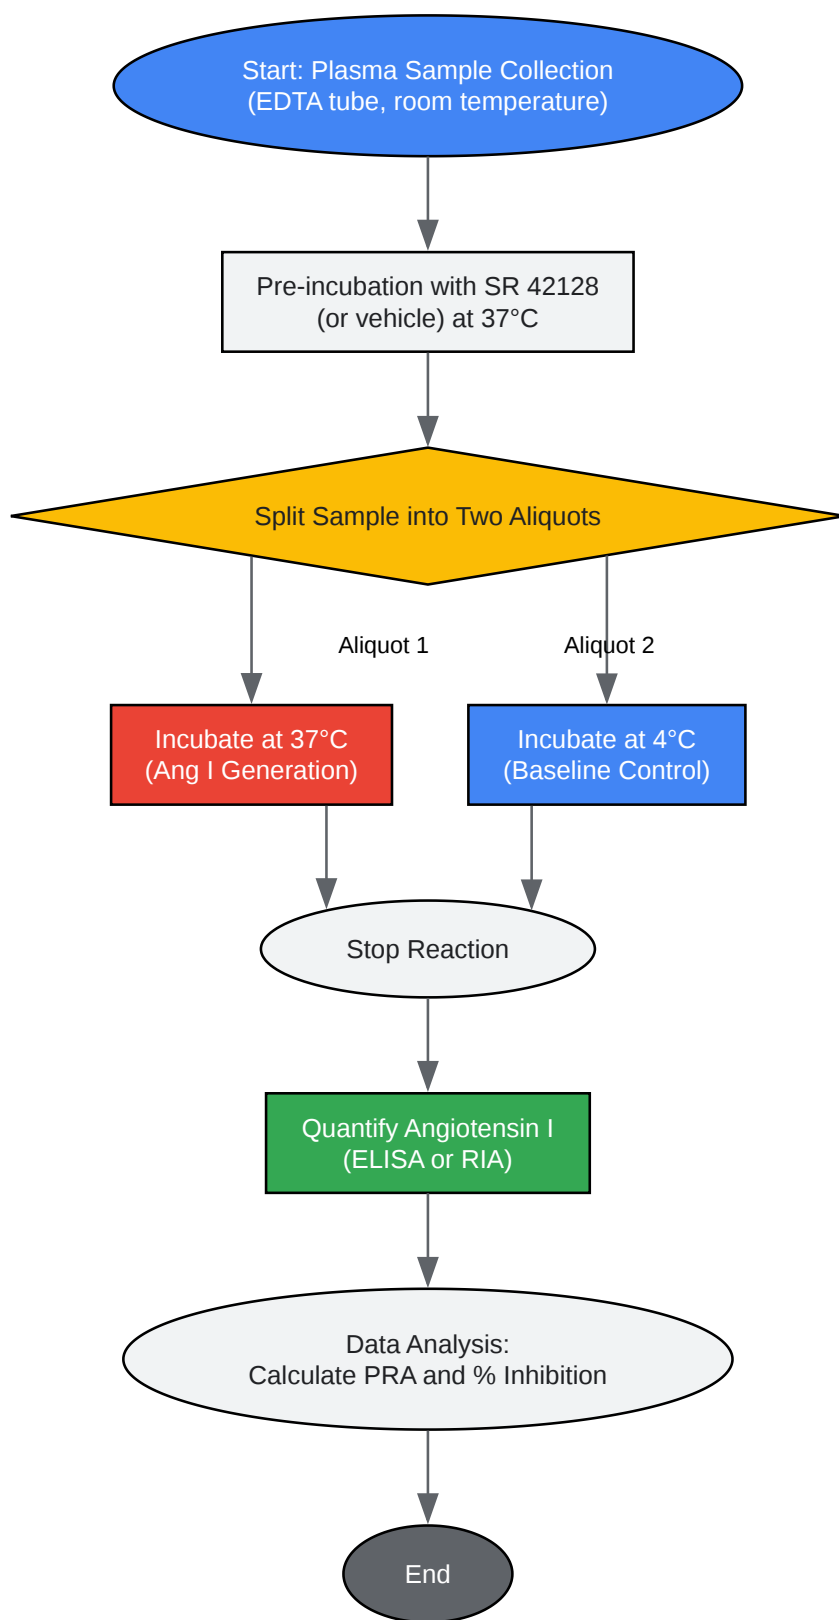 Start: Plasma Sample Collection
(EDTA tube, room temperature)
Pre-incubation with SR 42128
(or vehicle) at 37°C
Split Sample into Two Aliquots
Aliquot 1
Aliquot 2
Incubate at 37°C
(Ang I Generation)
Incubate at 4°C
(Baseline Control)
Stop Reaction
Quantify Angiotensin I
(ELISA or RIA)
Data Analysis:
Calculate PRA and % Inhibition
End